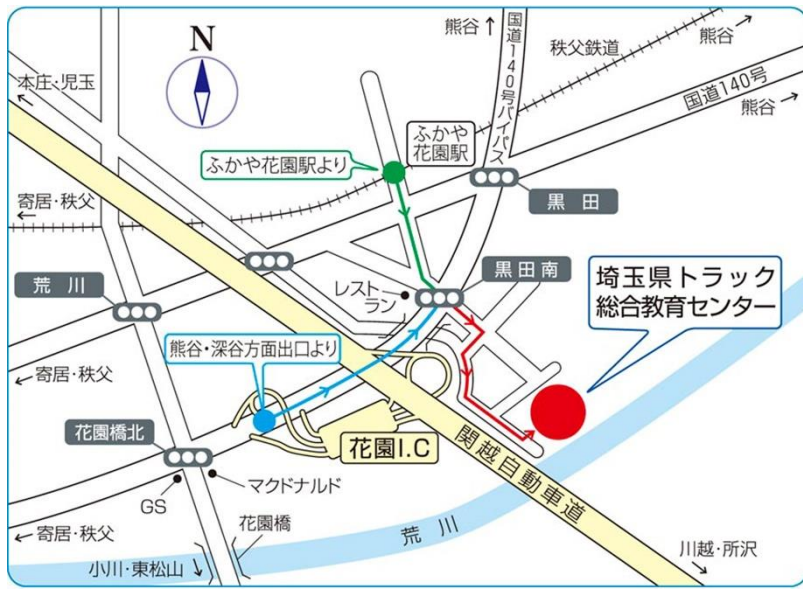 熊谷↑
国道140号バイパス
秩父鉄道
熊谷
→
N
本庄・児玉
←
国道140号
熊谷
→
ふかや
花園駅
ふかや花園駅より
黒田
寄居・秩父
←
荒川
レスト
ラン
黒田南
埼玉県トラック
総合教育センター
熊谷・深谷方面出口より
←寄居・秩父
花園橋北
花園I.C
関越自動車道
マクドナルド
GS
花園橋
荒川
←寄居・秩父
小川・東松山↓
川越・所沢
→